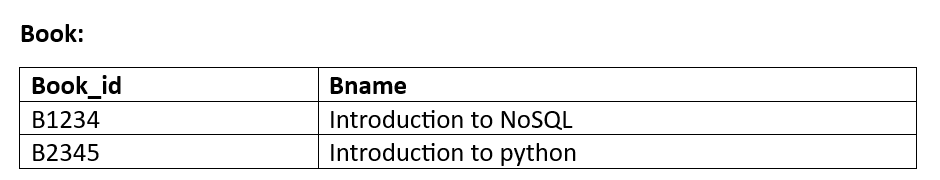 Book:
Book_id Bname
B1234 Introduction to NoSQL
B2345 Introduction to python